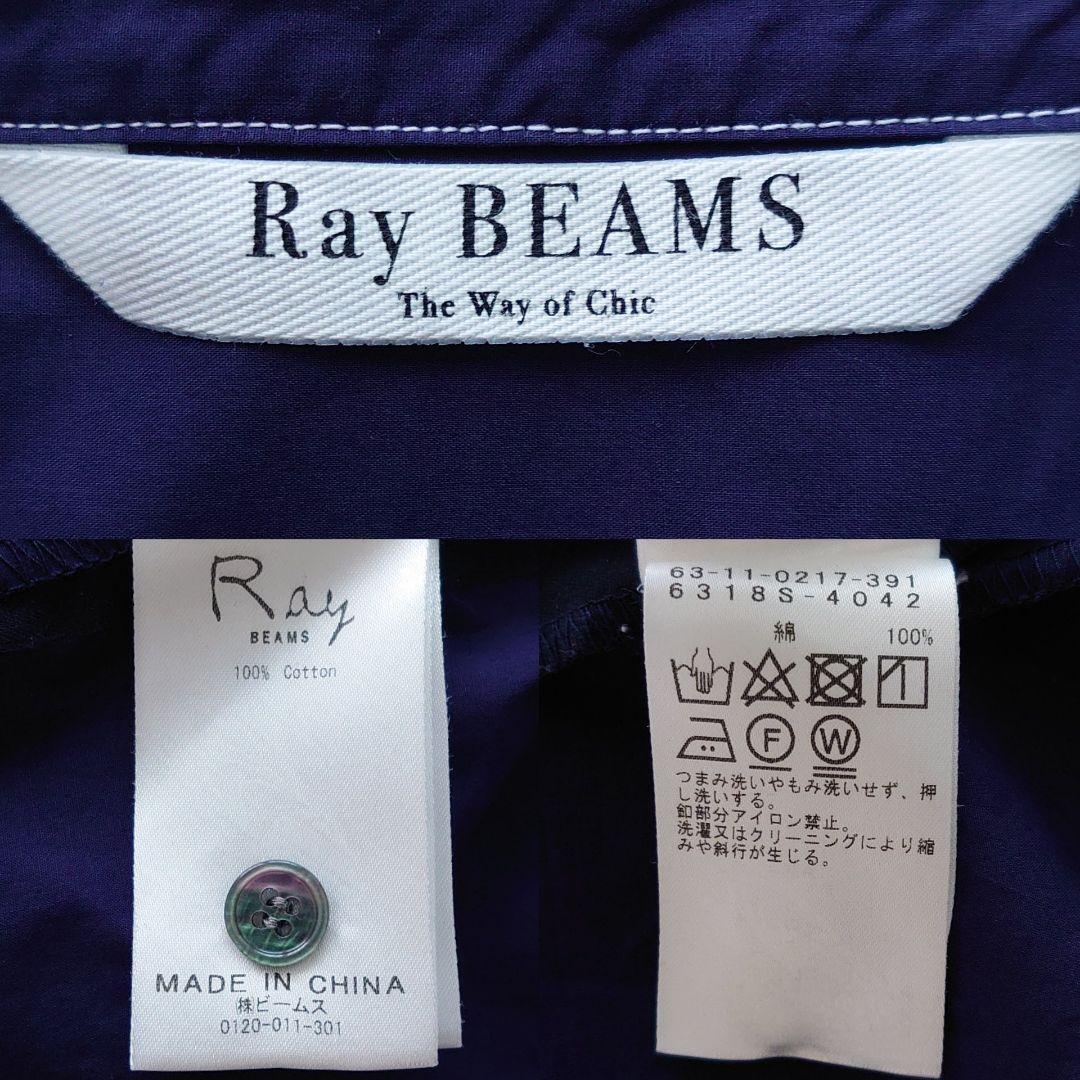 Ray BEAMS
The Way of Chic
Ray
BEAMS
100% Cotton
MADE IN CHINA
㈱ビームス
0120-011-301
63-11-0217-391
6318S-4042
綿 100%
F W
つまみ洗いやもみ洗いせず、押
し洗いする。
釦部分アイロン禁止。
洗濯又はクリーニングにより縮
みや斜行が生じる。